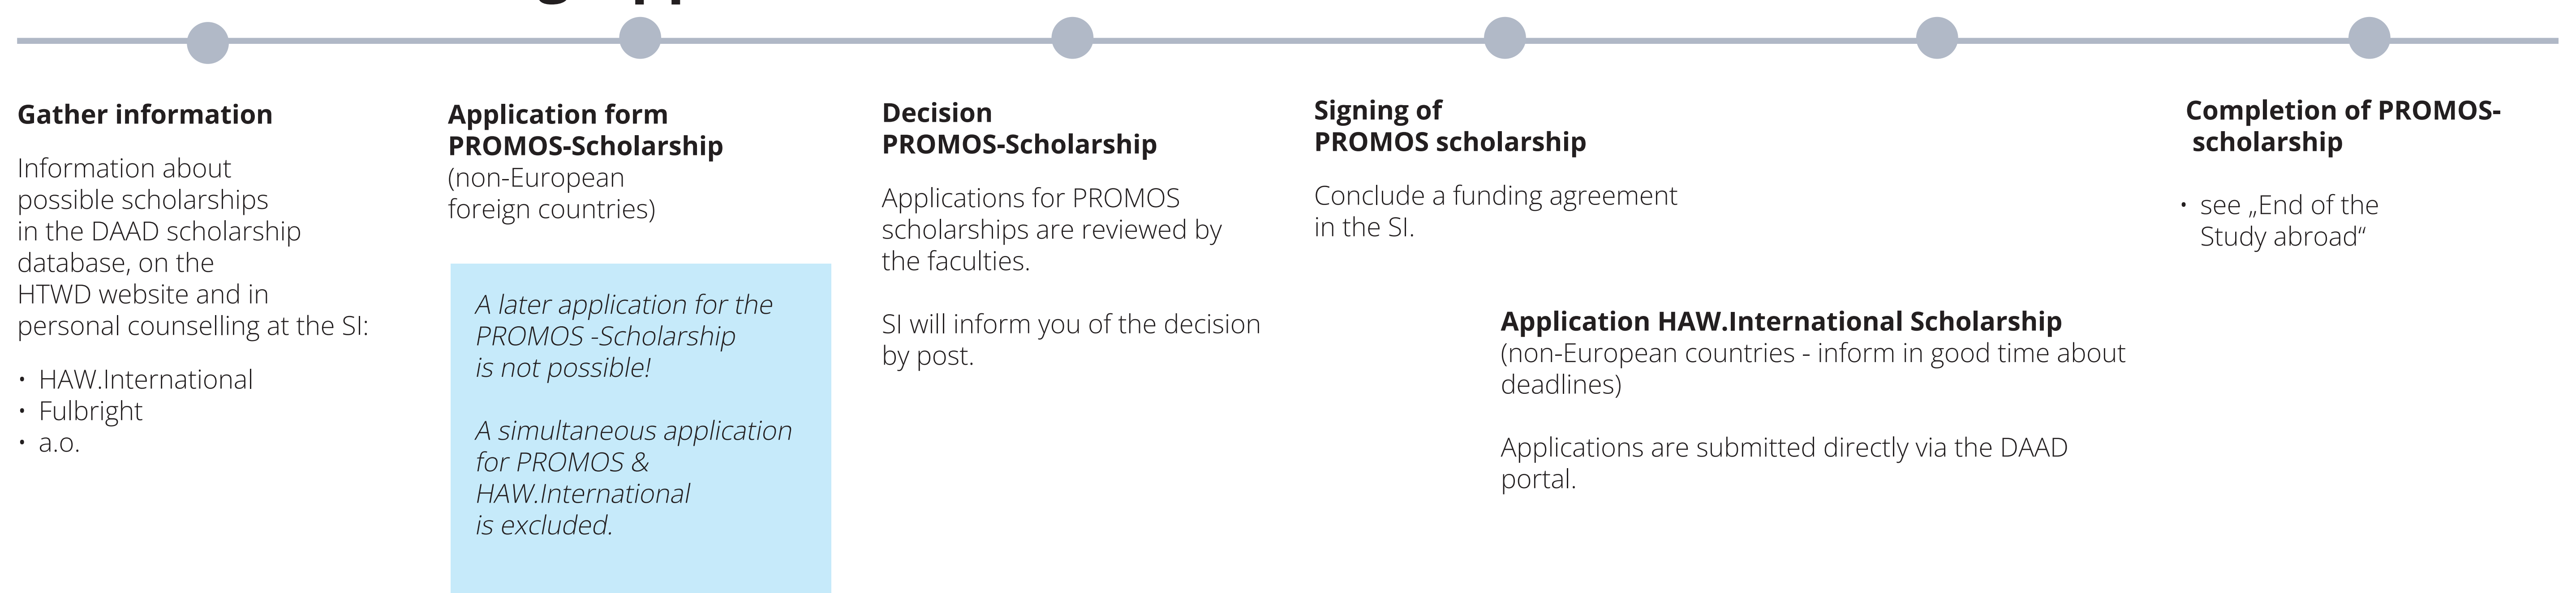 Gather information
Information about
possible scholarships
in the DAAD scholarship
database, on the
HTWD website and in
personal counselling at the SI:
• HAW.International
• Fulbright
• a.o.
Application form
PROMOS-Scholarship
(non-European
foreign countries)
A later application for the
PROMOS -Scholarship
is not possible!
A simultaneous application
for PROMOS &
HAW.International
is excluded.
Decision
PROMOS-Scholarship
Applications for PROMOS
scholarships are reviewed by
the faculties.
SI will inform you of the decision
by post.
Signing of
PROMOS scholarship
Conclude a funding agreement
in the SI.
Application HAW.International Scholarship
(non-European countries - inform in good time about
deadlines)
Applications are submitted directly via the DAAD
portal.
Completion of PROMOS-
scholarship
• see „End of the
Study abroad“